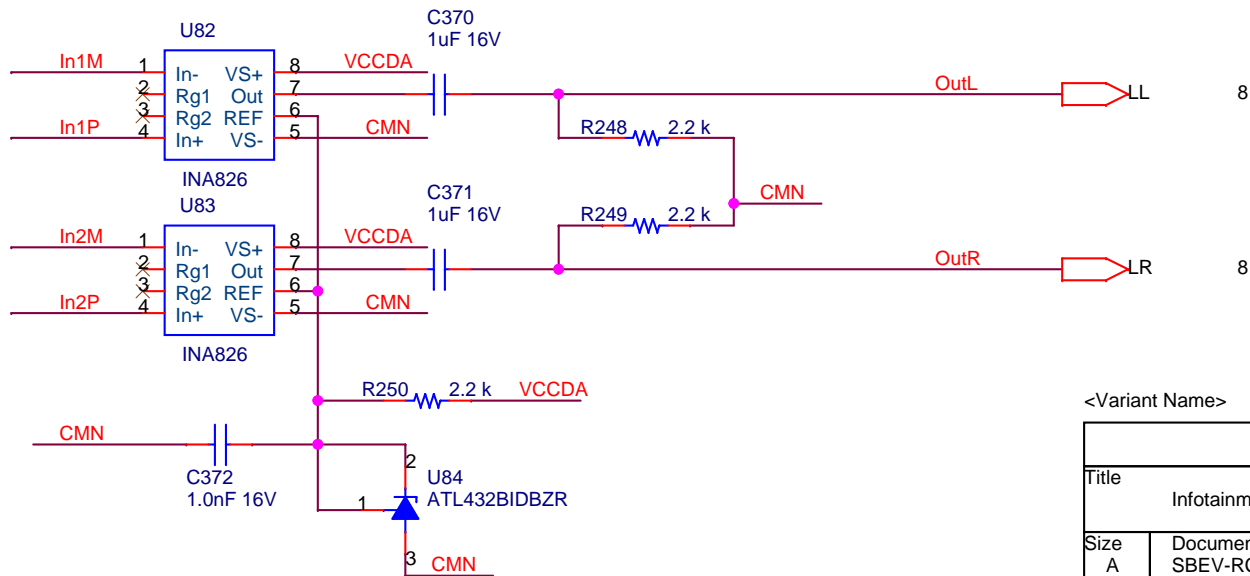 C370
1uF 16V
U82
In1M 1 In- VS+ 8 VCCDA
2 Rg1 Out 7 OutL LL 8
3 Rg2 REF 6
In1P 4 In+ VS- 5 CMN
R248 2.2 k
INA826
CMN
U83
C371
1uF 16V
R249 2.2 k
In2M 1 In- VS+ 8 VCCDA
2 Rg1 Out 7 OutR LR 8
3 Rg2 REF 6
In2P 4 In+ VS- 5 CMN
INA826
R250 2.2 k VCCDA
<Variant Name>
CMN
C372
1.0nF 16V
2
U84
ATL432BIDBZR
1
3 CMN
Title
Infotainm
Size
A
Documen